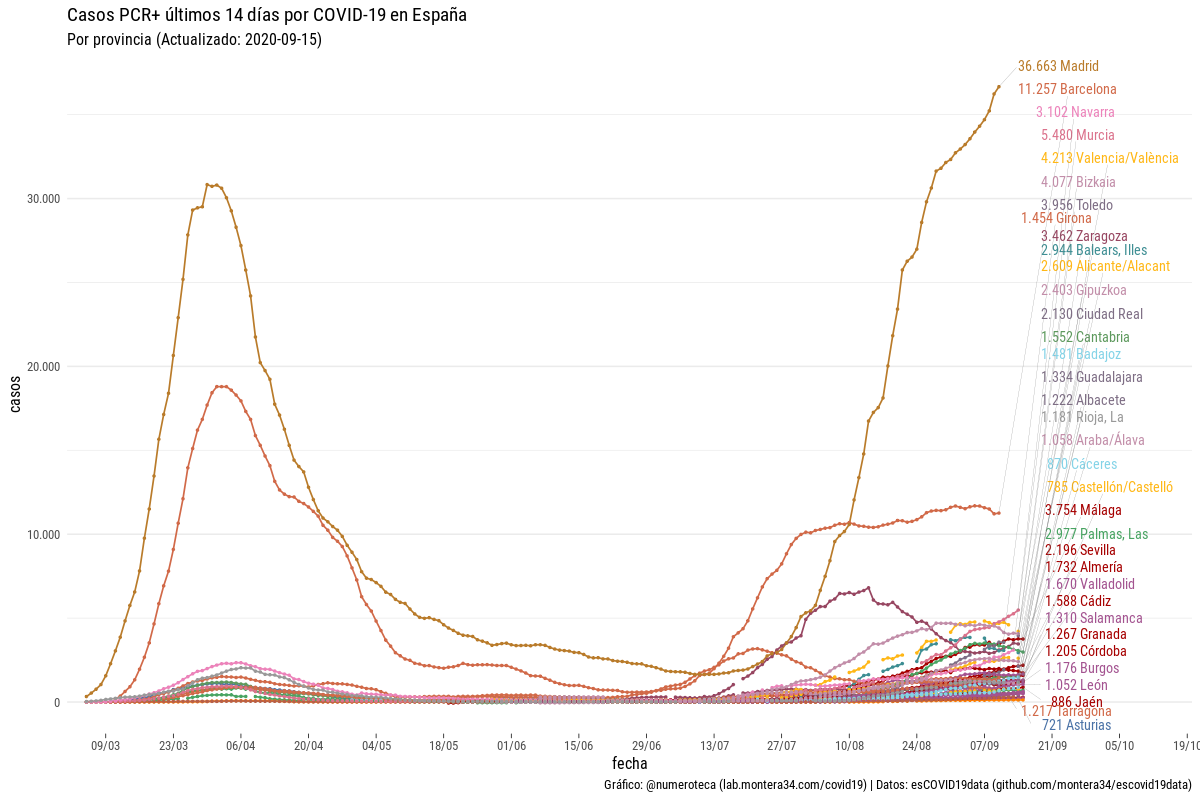 Casos PCR+ últimos 14 días por COVID-19 en España
Por provincia (Actualizado: 2020-09-15)
36.663 Madrid
11.257 Barcelona
3.102 Navarra
5.480 Murcia
4.213 Valencia/València
4.077 Bizkaia
3.956 Toledo
1.454 Girona
3.462 Zaragoza
2.944 Balears, Illes
2.609 Alicante/Alacant
2.403 Gipuzkoa
2.130 Ciudad Real
1.552 Cantabria
1.481 Badajoz
1.334 Guadalajara
1.222 Albacete
1.181 Rioja, La
1.058 Araba/Álava
870 Cáceres
785 Castellón/Castelló
3.754 Málaga
2.977 Palmas, Las
2.196 Sevilla
1.732 Almería
1.670 Valladolid
1.588 Cádiz
1.310 Salamanca
1.267 Granada
1.205 Córdoba
1.176 Burgos
1.052 León
886 Jaén
1.217 Tarragona
721 Asturias
casos
30.000
20.000
10.000
0
09/03 23/03 06/04 20/04 04/05 18/05 01/06 15/06 29/06 13/07 27/07 10/08 24/08 07/09 21/09 05/10 19/10
fecha
Gráfico: @numeroteca (lab.montera34.com/covid19) | Datos: esCOVID19data (github.com/montera34/escovid19data)